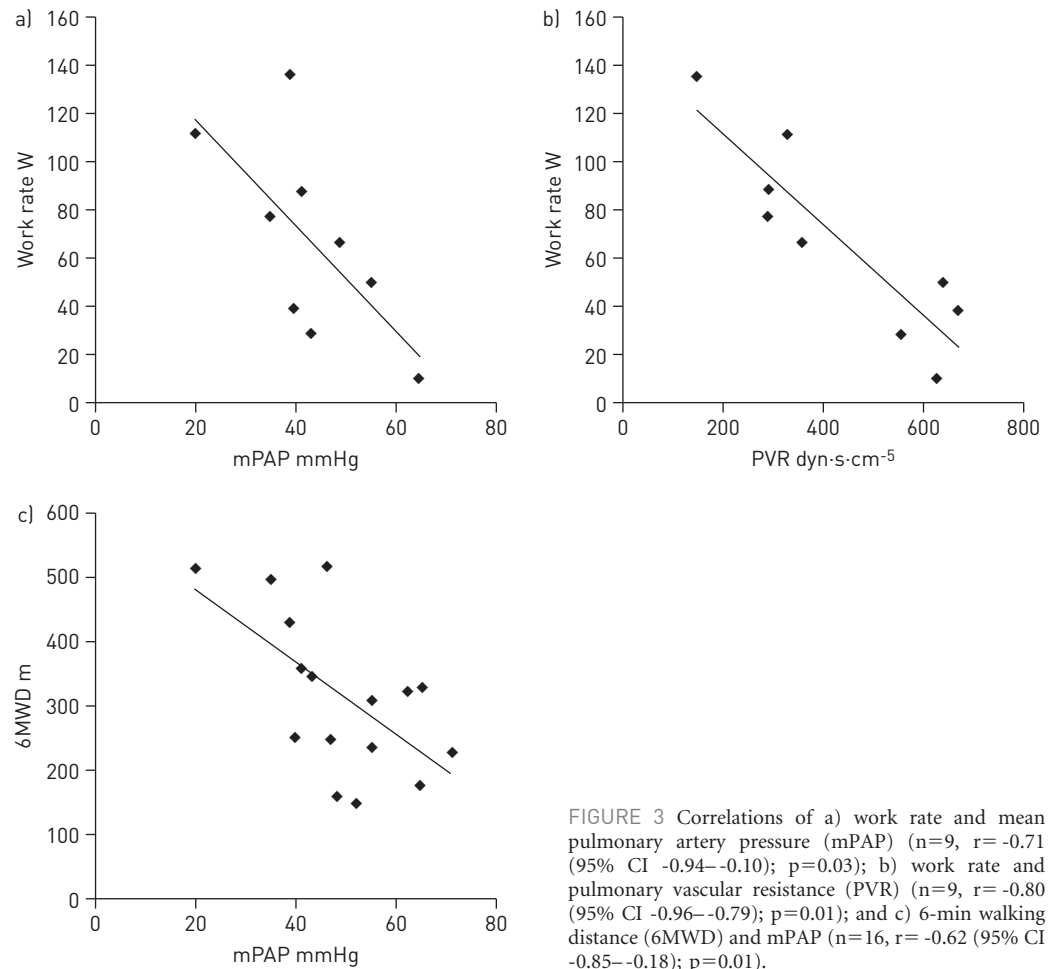 a)
160
140
120
100
80
60
40
20
0
Work rate W
0 20 40 60 80
mPAP mmHg
b)
160
140
120
100
80
60
40
20
0
Work rate W
0 200 400 600 800
PVR dyn·s·cm-5
c)
600
500
400
300
200
100
0
6MWD m
0 20 40 60 80
mPAP mmHg
FIGURE 3 Correlations of a) work rate and mean
pulmonary artery pressure (mPAP) (n=9, r= -0.71
(95% CI -0.94– -0.10); p=0.03); b) work rate and
pulmonary vascular resistance (PVR) (n=9, r= -0.80
(95% CI -0.96– -0.79); p=0.01); and c) 6-min walking
distance (6MWD) and mPAP (n=16, r= -0.62 (95% CI
-0.85– -0.18); p=0.01).